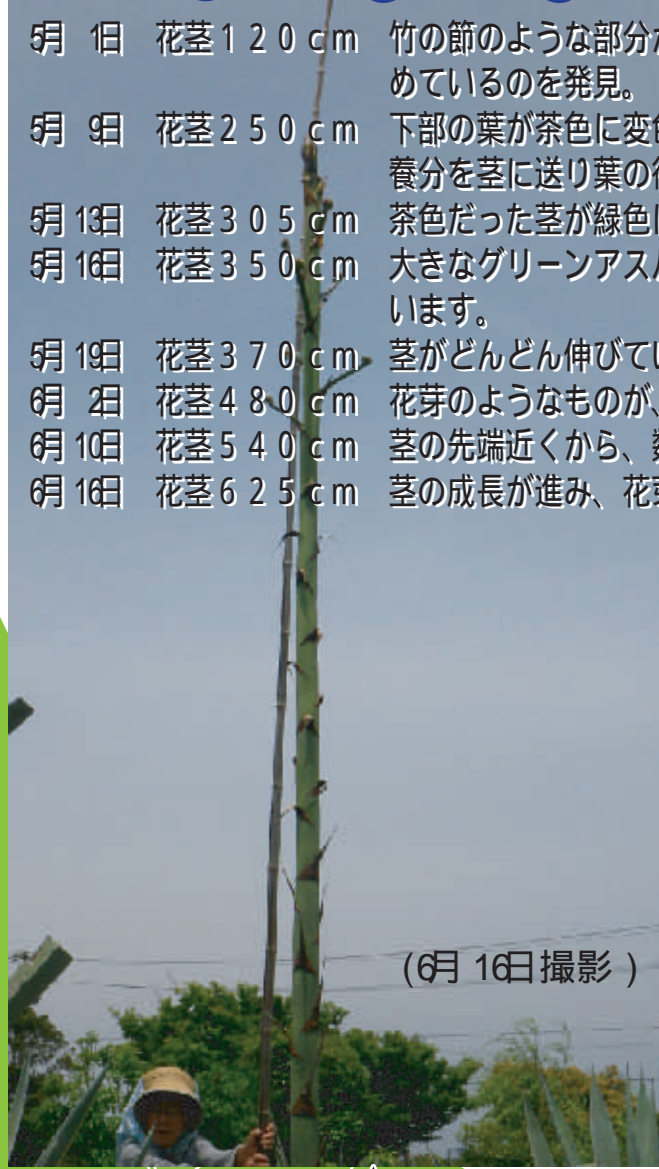 5月 1日 花茎120cm 竹の節のような部分が
めているのを発見。
5月 9日 花茎250cm 下部の葉が茶色に変色
養分を茎に送り葉の
5月13日 花茎305cm 茶色だった茎が緑色に
5月16日 花茎350cm 大きなグリーンアスパ
います。
5月19日 花茎370cm 茎がどんどん伸びてい
6月 2日 花茎480cm 花芽のようなものが、
6月10日 花茎540cm 茎の先端近くから、数
6月16日 花茎625cm 茎の成長が進み、花芽
(6月16日撮影)